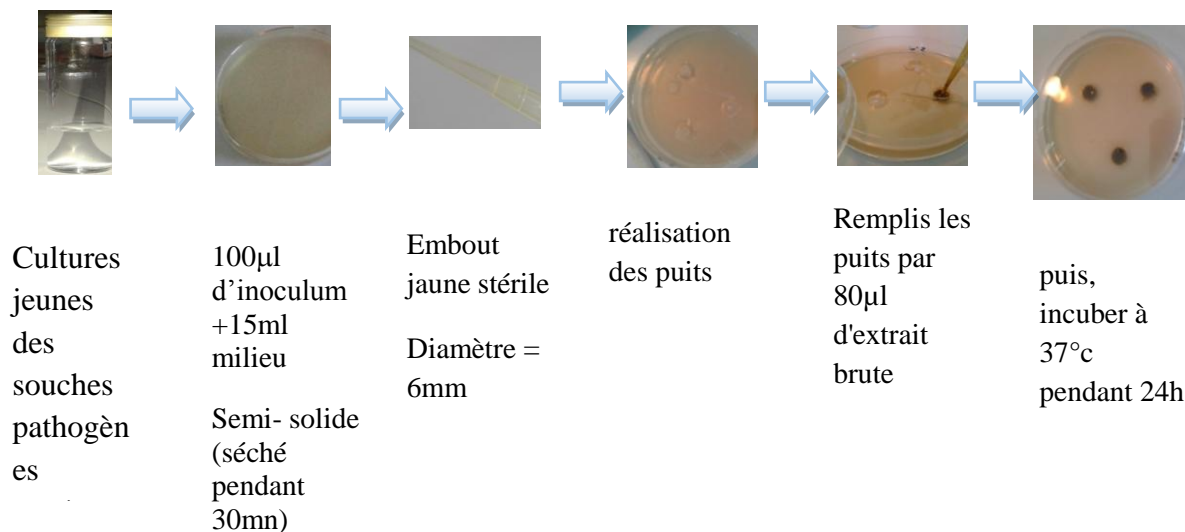 Cultures
jeunes
des
souches
pathogèn
es
100µl
d’inoculum
+15ml
milieu
Semi- solide
(séché
pendant
30mn)
Embout
jaune stérile
Diamètre =
6mm
réalisation
des puits
Remplis les
puits par
80µl
d'extrait
brute
puis,
incuber à
37°c
pendant 24h